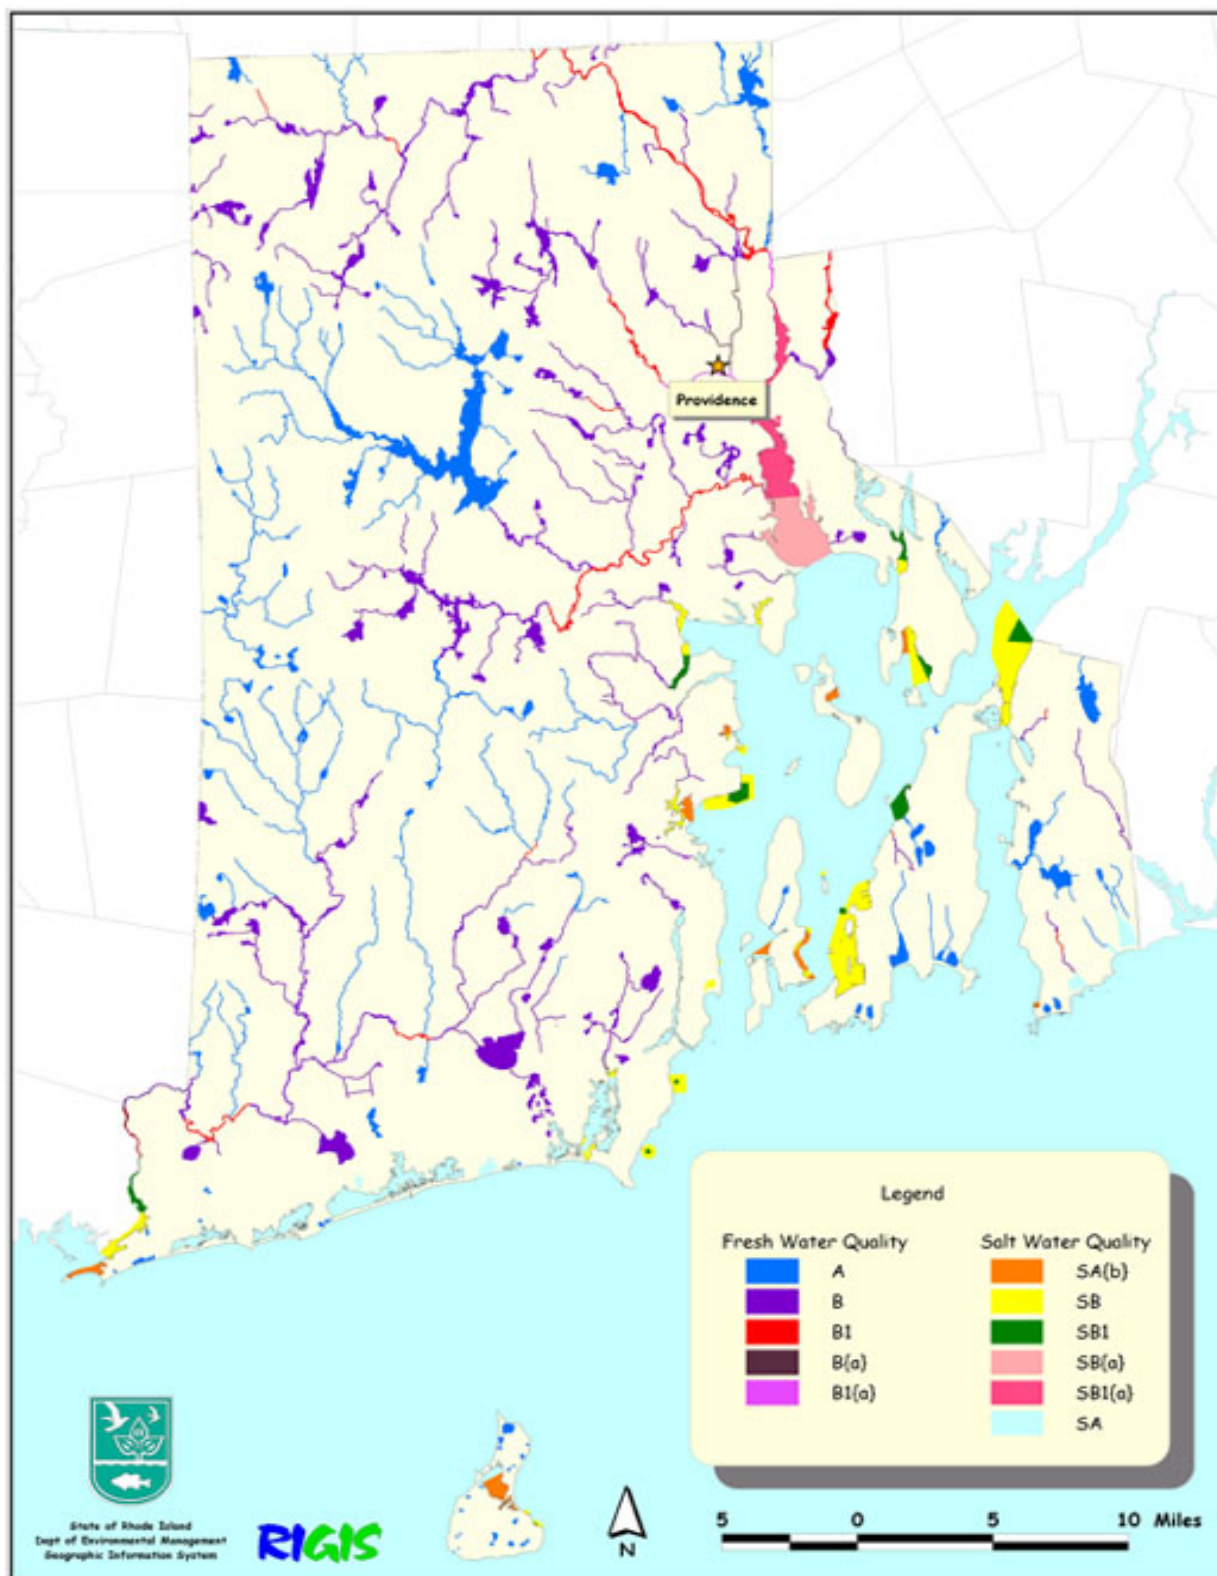 Providence
Legend
Fresh Water Quality
A
B
B1
B{a}
B1{a}
Salt Water Quality
SA{b}
SB
SB1
SB{a}
SB1{a}
SA
State of Rhode Island
Dept of Environmental Management
Geographic Information System
RIGIS
N
5 0 5 10 Miles